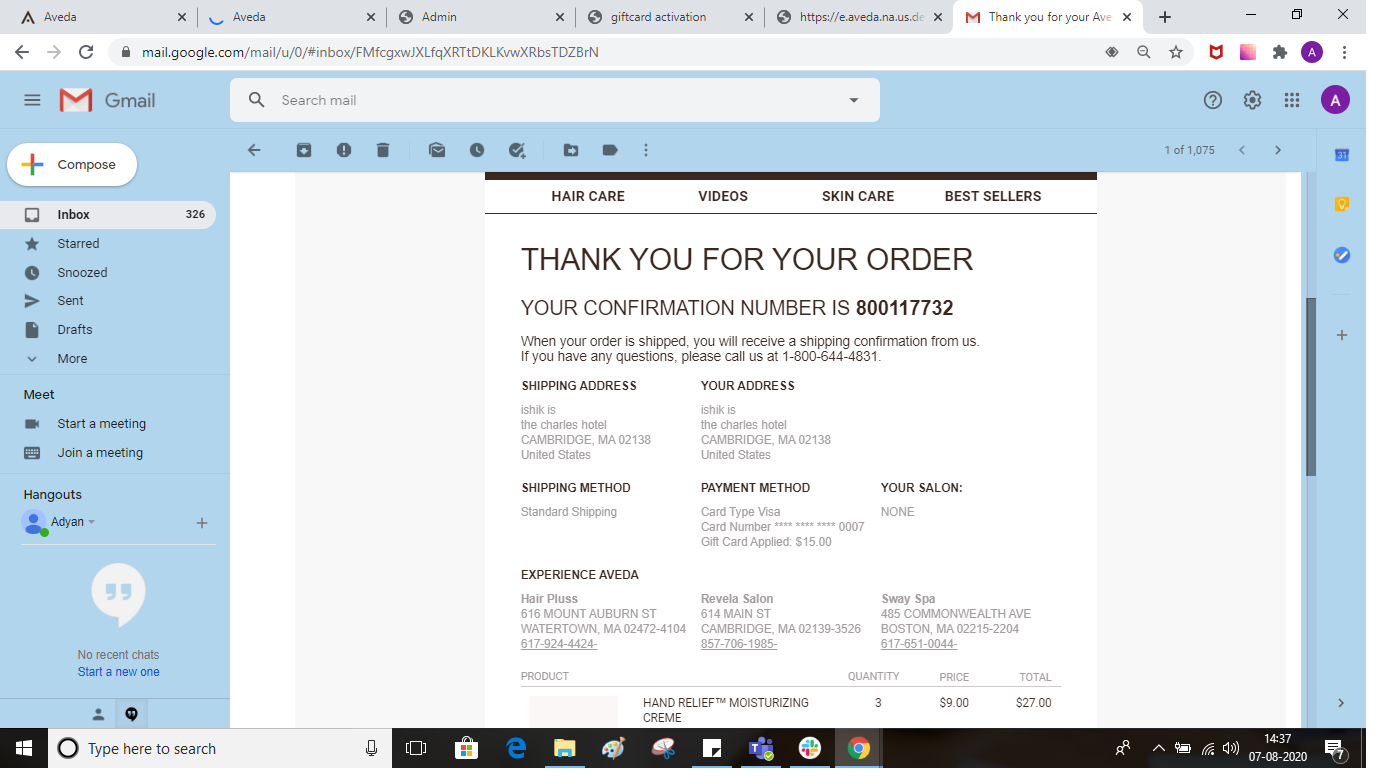 Aveda
Aveda
Admin
giftcard activation
https://e.aveda.na.us.de
Thank you for your Ave
mail.google.com/mail/u/0/#inbox/FMfcgxwJXLfqXRTtDKLKvwXRbsTDZBrN
A
Gmail
Search mail
A
Compose
1 of 1,075
31
Inbox 326
Starred
Snoozed
Sent
Drafts
More
Meet
Start a meeting
Join a meeting
Hangouts
Adyan
No recent chats
Start a new one
HAIR CARE VIDEOS SKIN CARE BEST SELLERS
THANK YOU FOR YOUR ORDER
YOUR CONFIRMATION NUMBER IS 800117732
When your order is shipped, you will receive a shipping confirmation from us.
If you have any questions, please call us at 1-800-644-4831.
SHIPPING ADDRESS YOUR ADDRESS
ishik is ishik is
the charles hotel the charles hotel
CAMBRIDGE, MA 02138 CAMBRIDGE, MA 02138
United States United States
SHIPPING METHOD PAYMENT METHOD YOUR SALON:
Standard Shipping Card Type Visa NONE
Card Number **** **** **** 0007
Gift Card Applied: $15.00
EXPERIENCE AVEDA
Hair Pluss Revela Salon Sway Spa
616 MOUNT AUBURN ST 614 MAIN ST 485 COMMONWEALTH AVE
WATERTOWN, MA 02472-4104 CAMBRIDGE, MA 02139-3526 BOSTON, MA 02215-2204
617-924-4424- 857-706-1985- 617-651-0044-
PRODUCT QUANTITY PRICE TOTAL
HAND RELIEF™ MOISTURIZING 3 $9.00 $27.00
CREME
Type here to search
14:37
07-08-2020
7